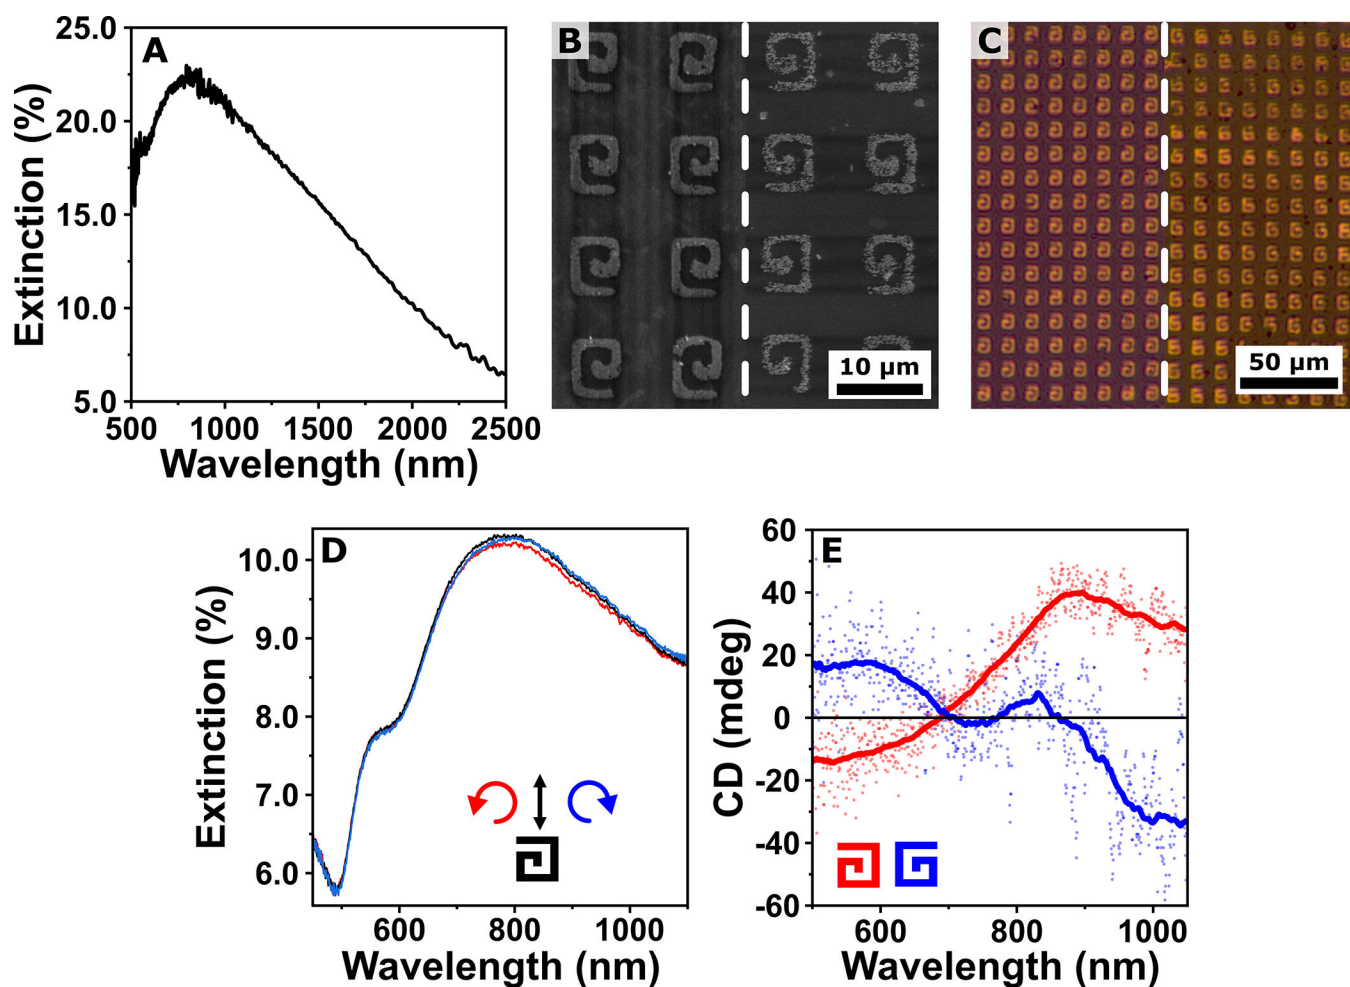 A
25.0
20.0
15.0
10.0
5.0
500 1000 1500 2000 2500
Wavelength (nm)
Extinction (%)
B
10 µm
C
50 µm
D
10.0
9.0
8.0
7.0
6.0
600 800 1000
Wavelength (nm)
Extinction (%)
E
60
40
20
0
-20
-40
-60
600 800 1000
Wavelength (nm)
CD (mdeg)